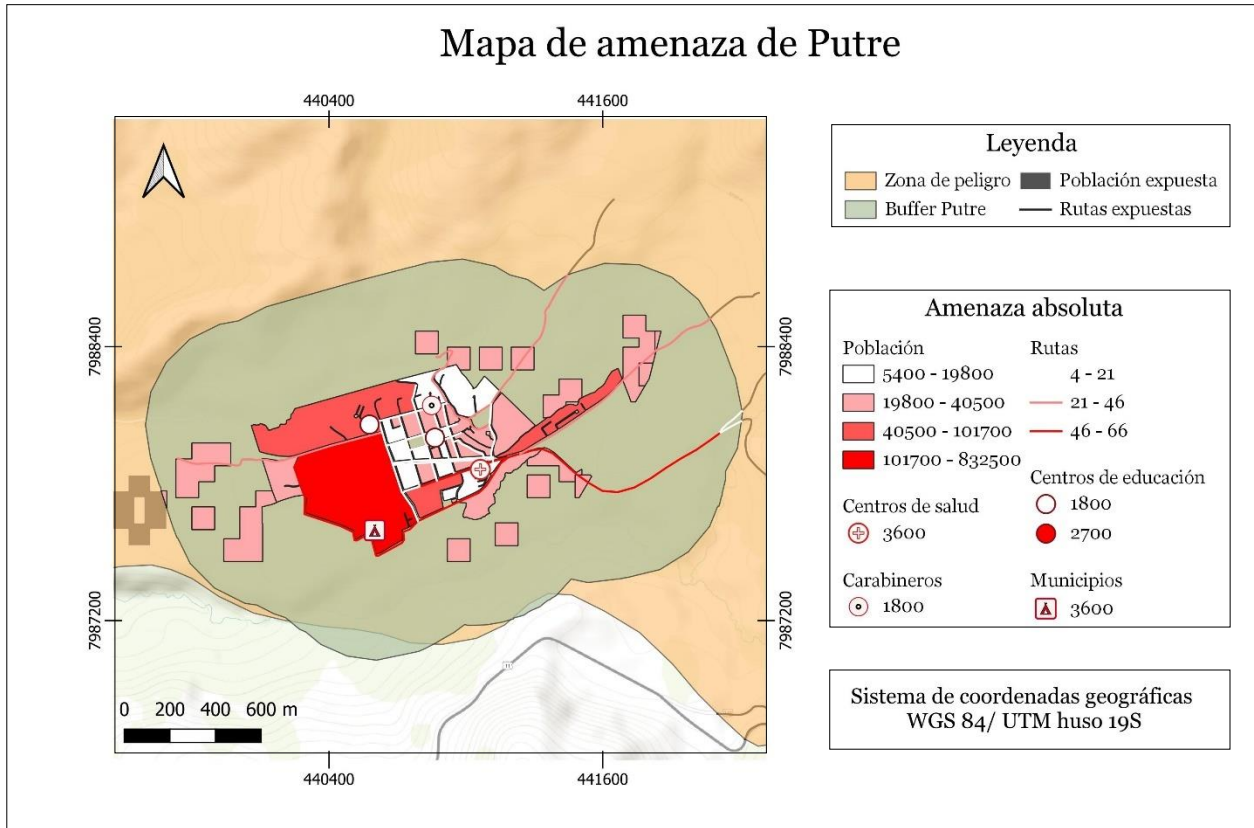 Mapa de amenaza de Putre
440400 441600
7988400 7988400
7987200 7987200
11
0 200 400 600 m
440400 441600
Leyenda
Zona de peligro Población expuesta
Buffer Putre Rutas expuestas
Amenaza absoluta
Población Rutas
5400 - 19800 4 - 21
19800 - 40500 21 - 46
40500 - 101700 46 - 66
101700 - 832500
Centros de educación
1800
Centros de salud
3600 2700
Carabineros Municipios
1800 3600
Sistema de coordenadas geográficas
WGS 84/ UTM huso 19S